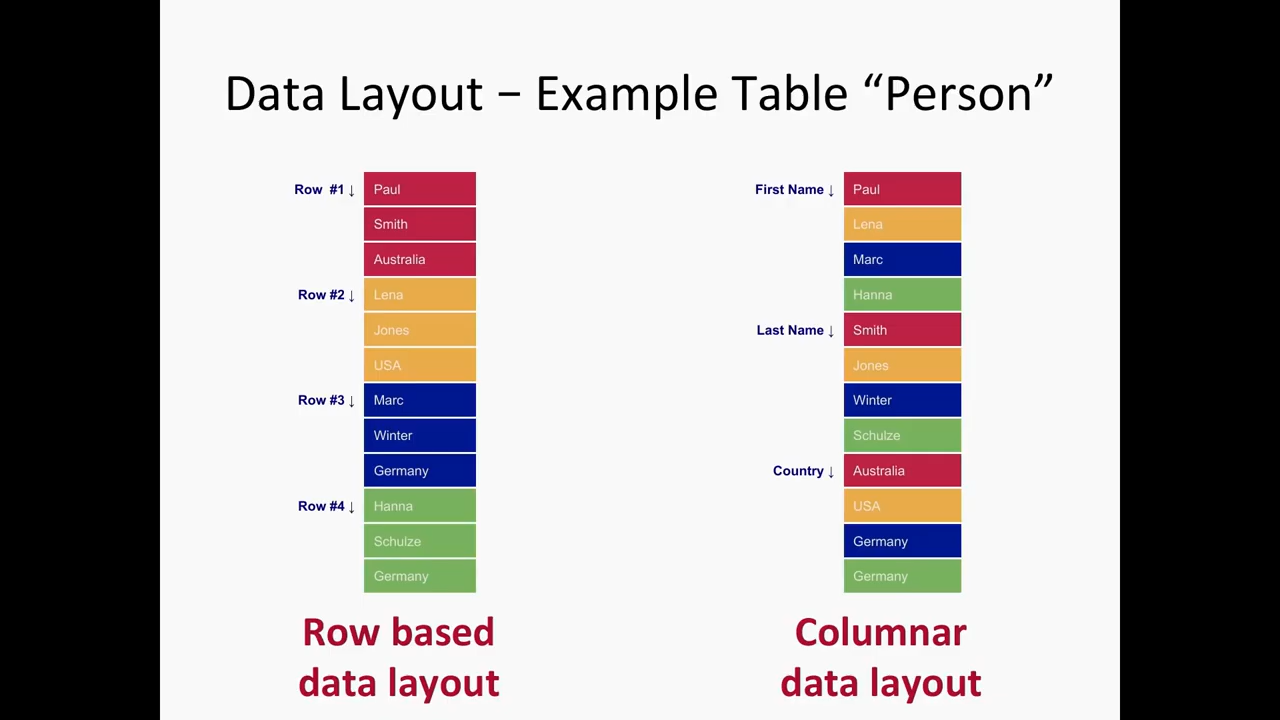 Data Layout – Example Table “Person”
Row #1 ↓ Paul
Smith
Australia
Row #2 ↓ Lena
Jones
USA
Row #3 ↓ Marc
Winter
Germany
Row #4 ↓ Hanna
Schulze
Germany
Row based
data layout
First Name ↓ Paul
Lena
Marc
Hanna
Last Name ↓ Smith
Jones
Winter
Schulze
Country ↓ Australia
USA
Germany
Germany
Columnar
data layout